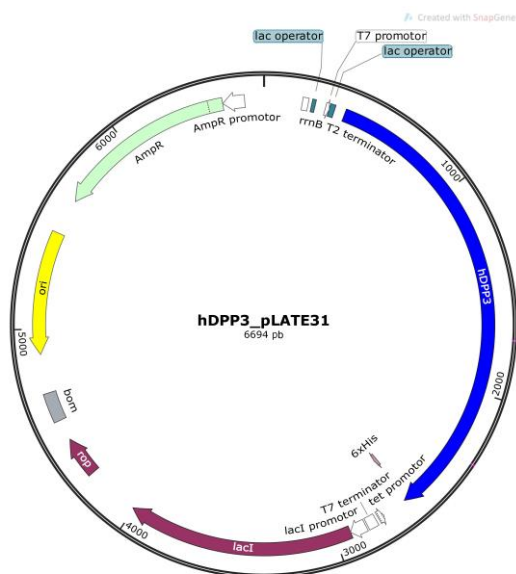 Created with SnapGene
lac operator
T7 promotor
lac operator
rrnB T2 terminator
AmpR promotor
AmpR
6000
1000
hDPP3
ori
hDPP3_pLATE31
6694 pb
5000
2000
bom
rop
6xHis
T7 terminator
tet promotor
lacI promotor
lacI
4000
3000